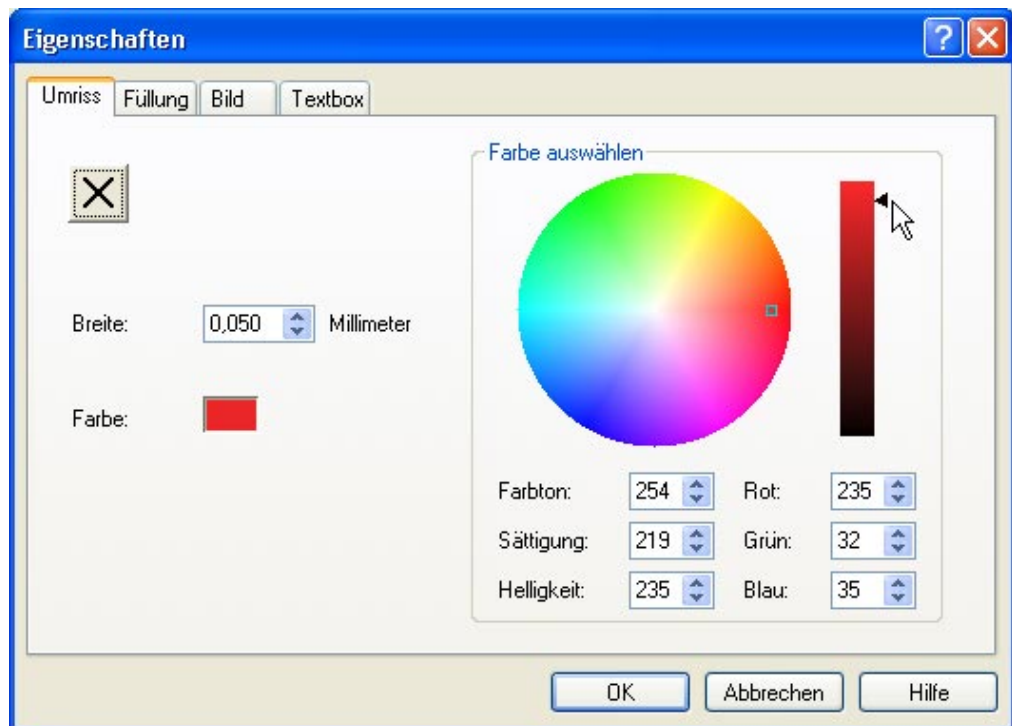 Eigenschaften
Umriss Füllung Bild Textbox
Farbe auswählen
Breite: 0,050 Millimeter
Farbe:
Farbton: 254 Rot: 235
Sättigung: 219 Grün: 32
Helligkeit: 235 Blau: 35
OK Abbrechen Hilfe